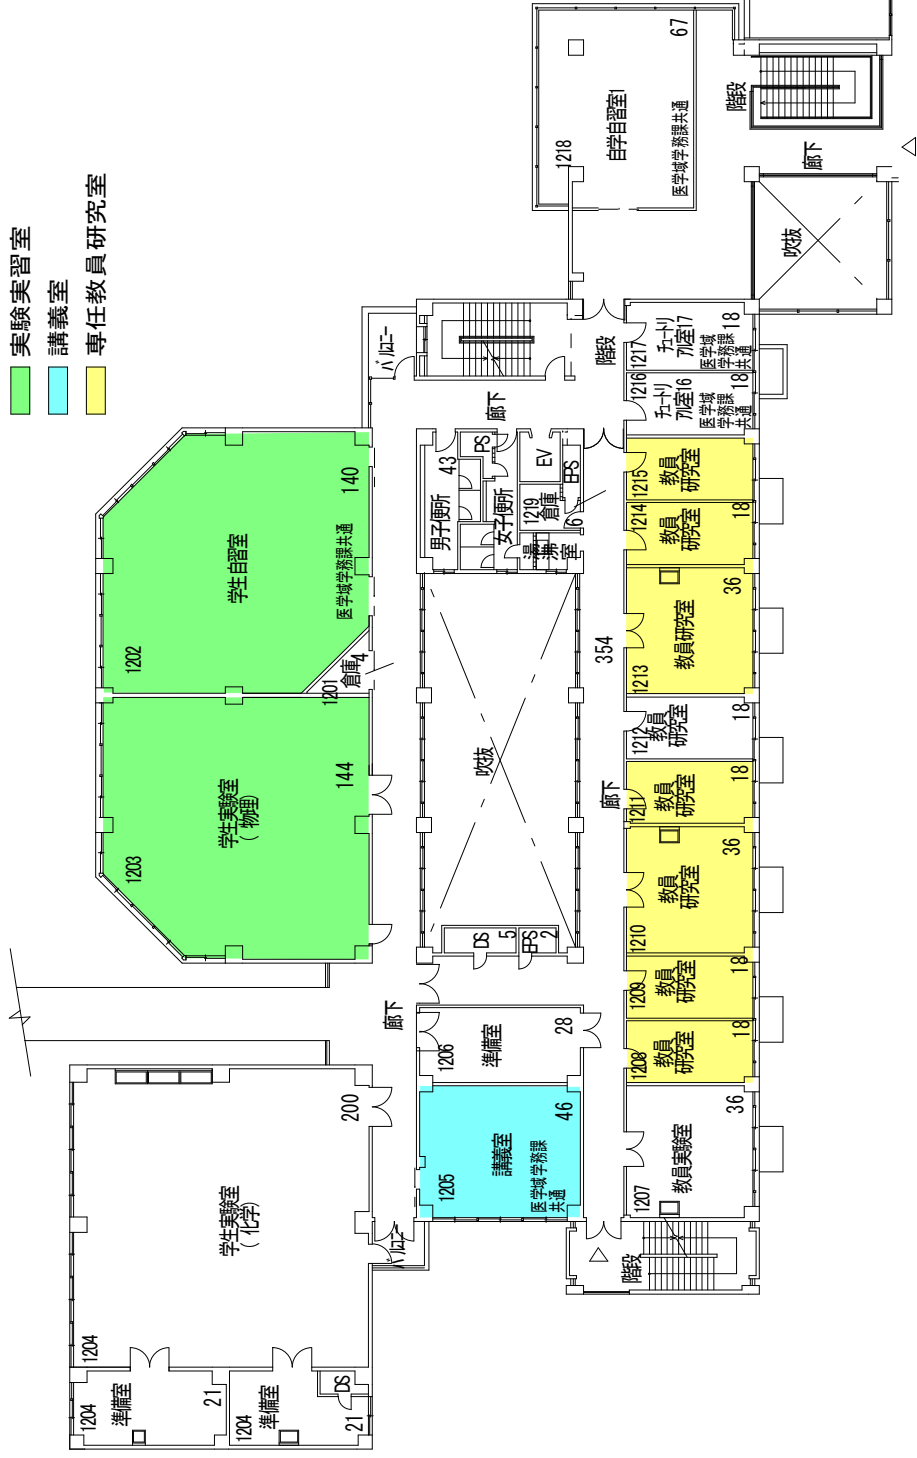 実験実習室
講義室
専任教員研究室
1204
準備室
21
1204
準備室
21
DS
1204
学生実験室
(化学)
200
バルコニー
1203
学生実験室
(物理)
144
1202
学生自習室
140
医学域学務課共通
1201
倉庫
4
バルコニー
廊下
1205
講義室
46
医学域学務課
共通
1206
準備室
28
DS
5
EPS
2
吹抜
男子便所
43
PS
女子便所
湯沸室
1219
倉庫
6
EV
EPS
廊下
階段
廊下
354
階段
1207
教員実験室
36
1208
教員
研究室
18
1209
教員
研究室
18
1210
教員
研究室
36
1211
教員
研究室
18
1212
教員
研究室
18
1213
教員研究室
36
1214
教員
研究室
18
1215
教員
研究室
1216
チュートリ
アル室16
医学域
学務課
共通
18
1217
チュートリ
アル室17
医学域
学務課
共通
18
1218
自学自習室1
67
医学域学務課共通
階段
廊下
吹抜